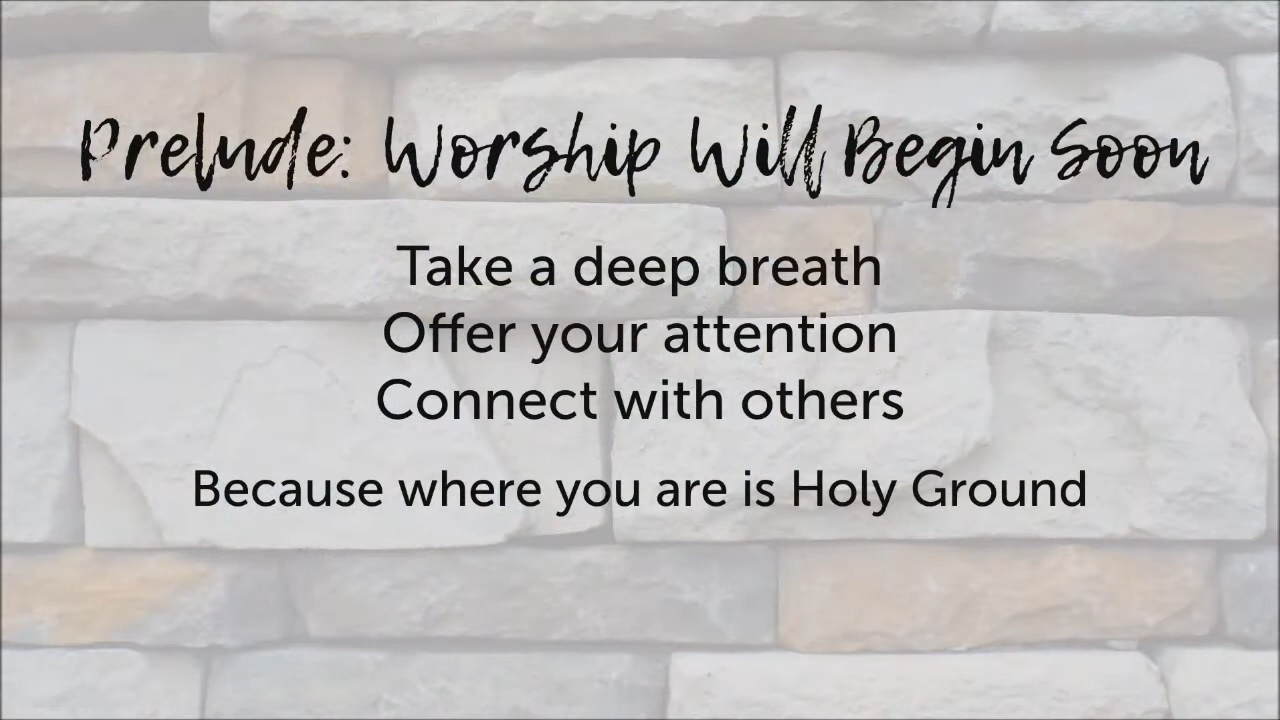 Prelude: Worship Will Begin Soon
Take a deep breath
Offer your attention
Connect with others
Because where you are is Holy Ground